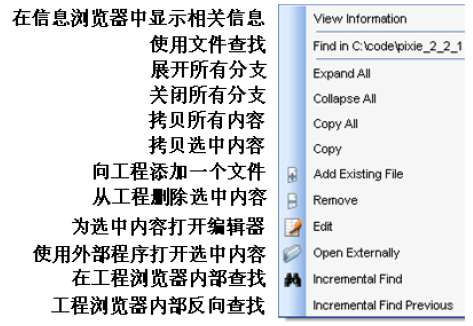 在信息浏览器中显示相关信息 View Information
使用文件查找 Find in C:\code\pixie_2_2_1
展开所有分支 Expand All
关闭所有分支 Collapse All
拷贝所有内容 Copy All
拷贝选中内容 Copy
向工程添加一个文件 Add Existing File
从工程删除选中内容 Remove
为选中内容打开编辑器 Edit
使用外部程序打开选中内容 Open Externally
在工程浏览器内部查找 Incremental Find
工程浏览器内部反向查找 Incremental Find Previous